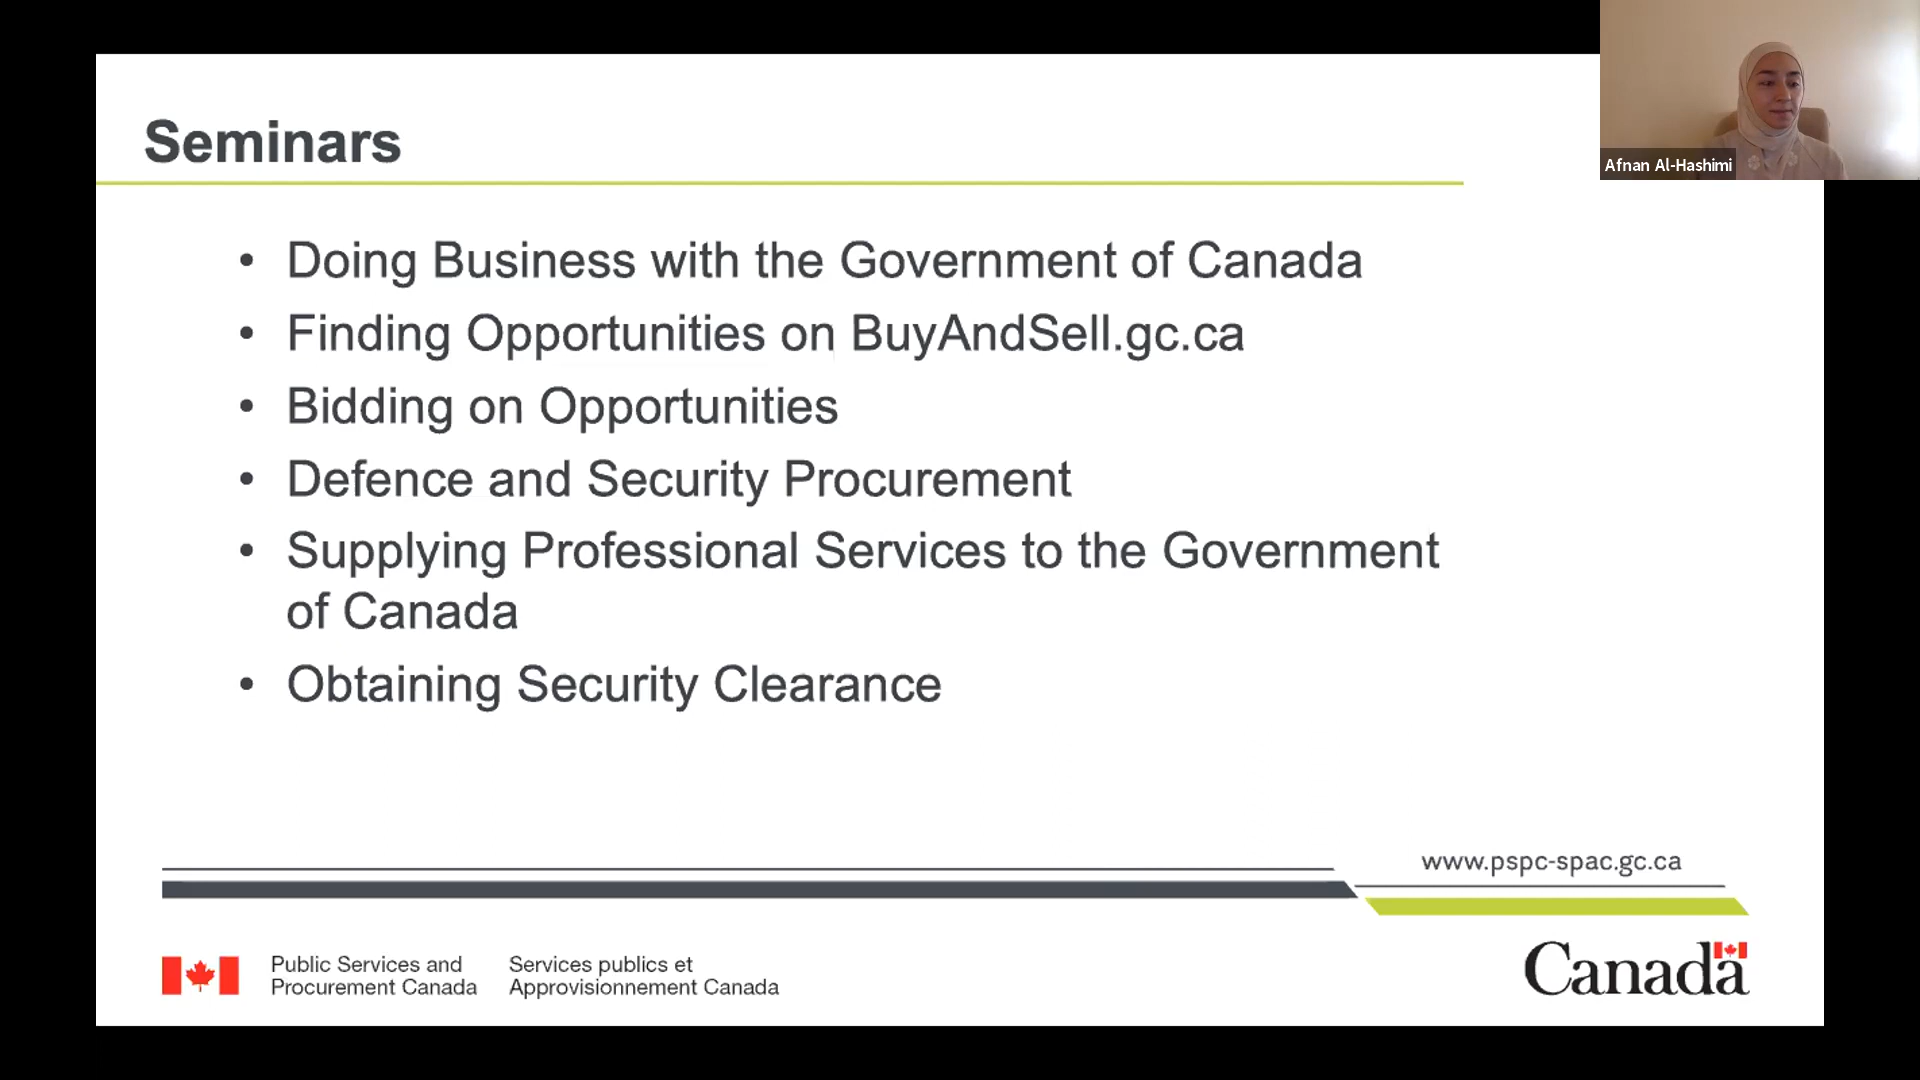 Seminars
• Doing Business with the Government of Canada
• Finding Opportunities on BuyAndSell.gc.ca
• Bidding on Opportunities
• Defence and Security Procurement
• Supplying Professional Services to the Government
of Canada
• Obtaining Security Clearance
Afnan Al-Hashimi
www.pspc-spac.gc.ca
Public Services and
Procurement Canada
Services publics et
Approvisionnement Canada
Canada